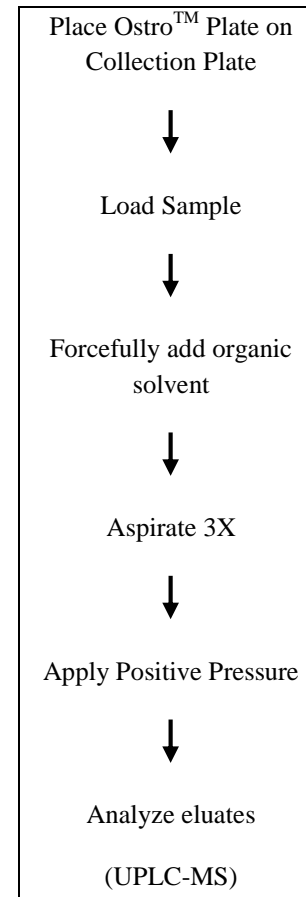 Place Ostro™ Plate on
Collection Plate
Load Sample
Forcefully add organic
solvent
Aspirate 3X
Apply Positive Pressure
Analyze eluates
(UPLC-MS)